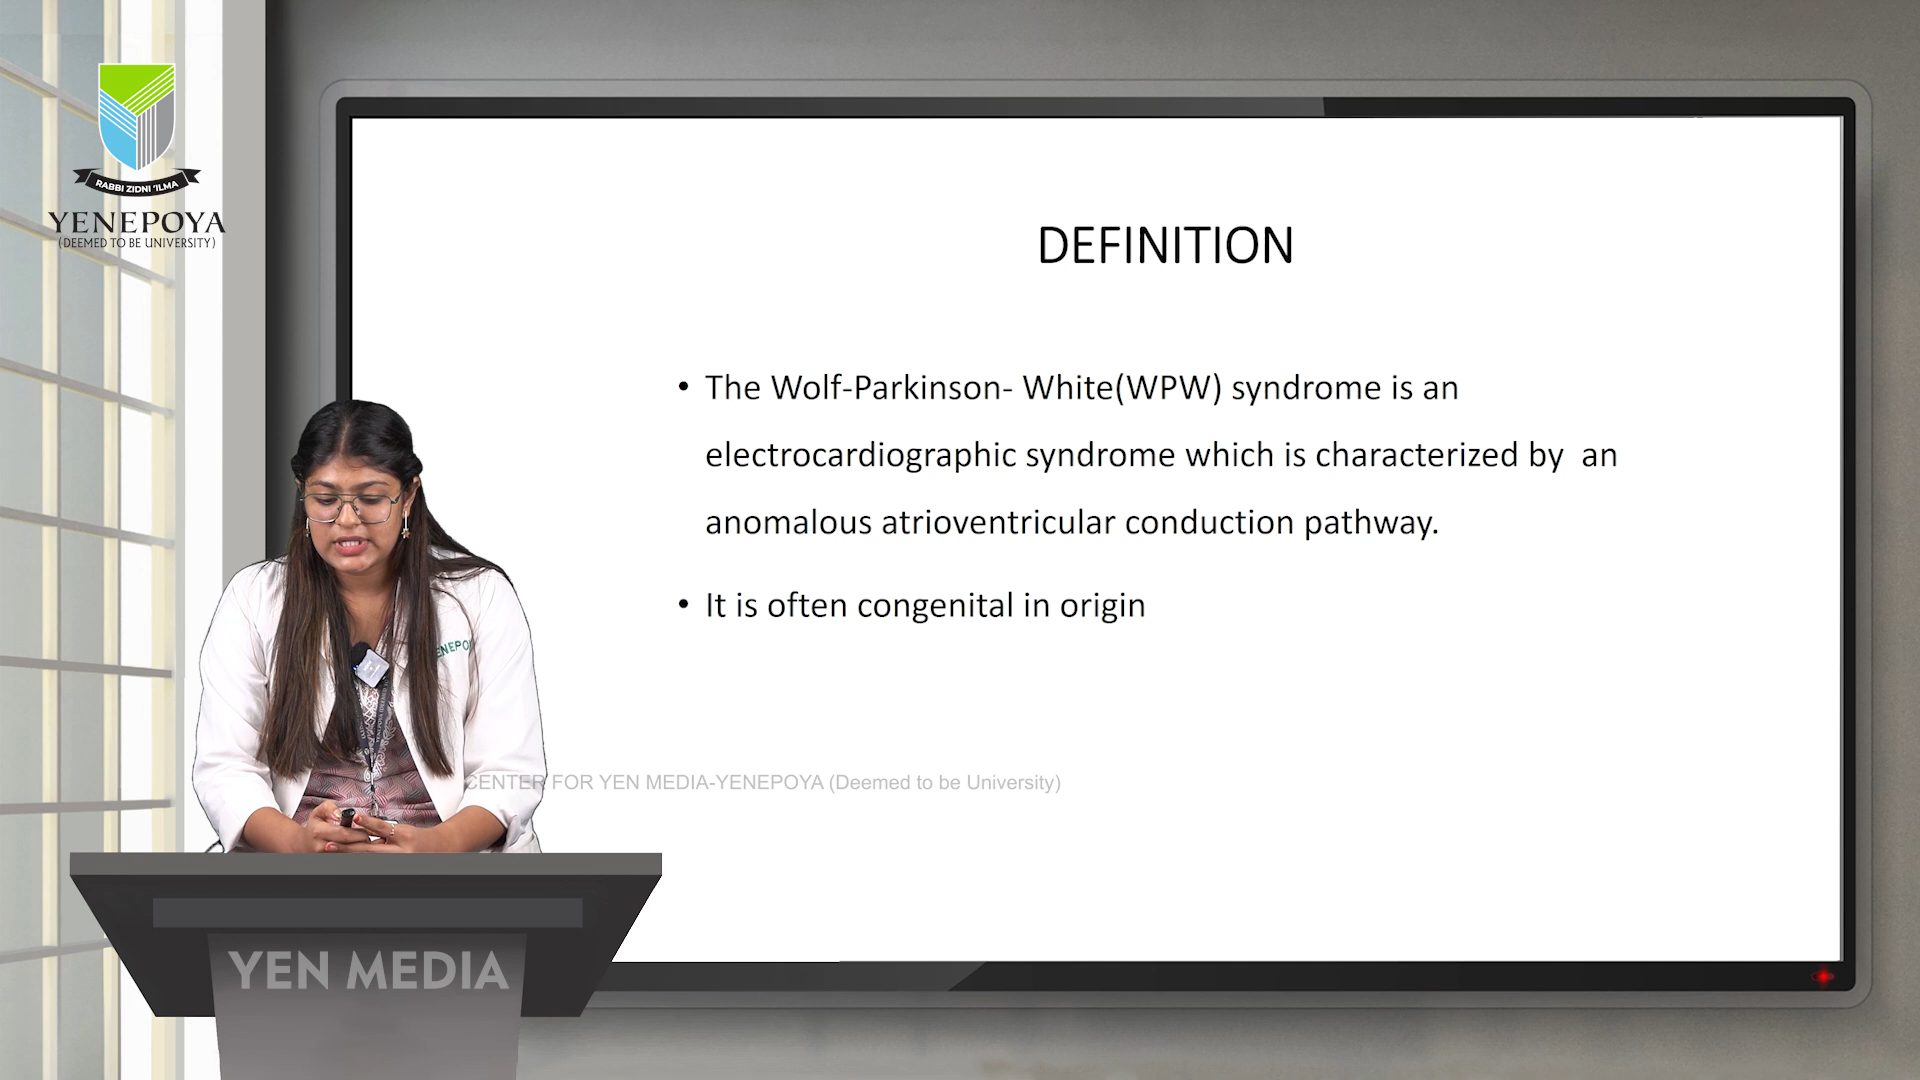 RABBI ZIDNI 'ILMA
YENEPOYA
(DEEMED TO BE UNIVERSITY)
DEFINITION
• The Wolf-Parkinson- White(WPW) syndrome is an
electrocardiographic syndrome which is characterized by  an
anomalous atrioventricular conduction pathway.
• It is often congenital in origin
ENEPO
CENTER FOR YEN MEDIA-YENEPOYA (Deemed to be University)
YEN MEDIA